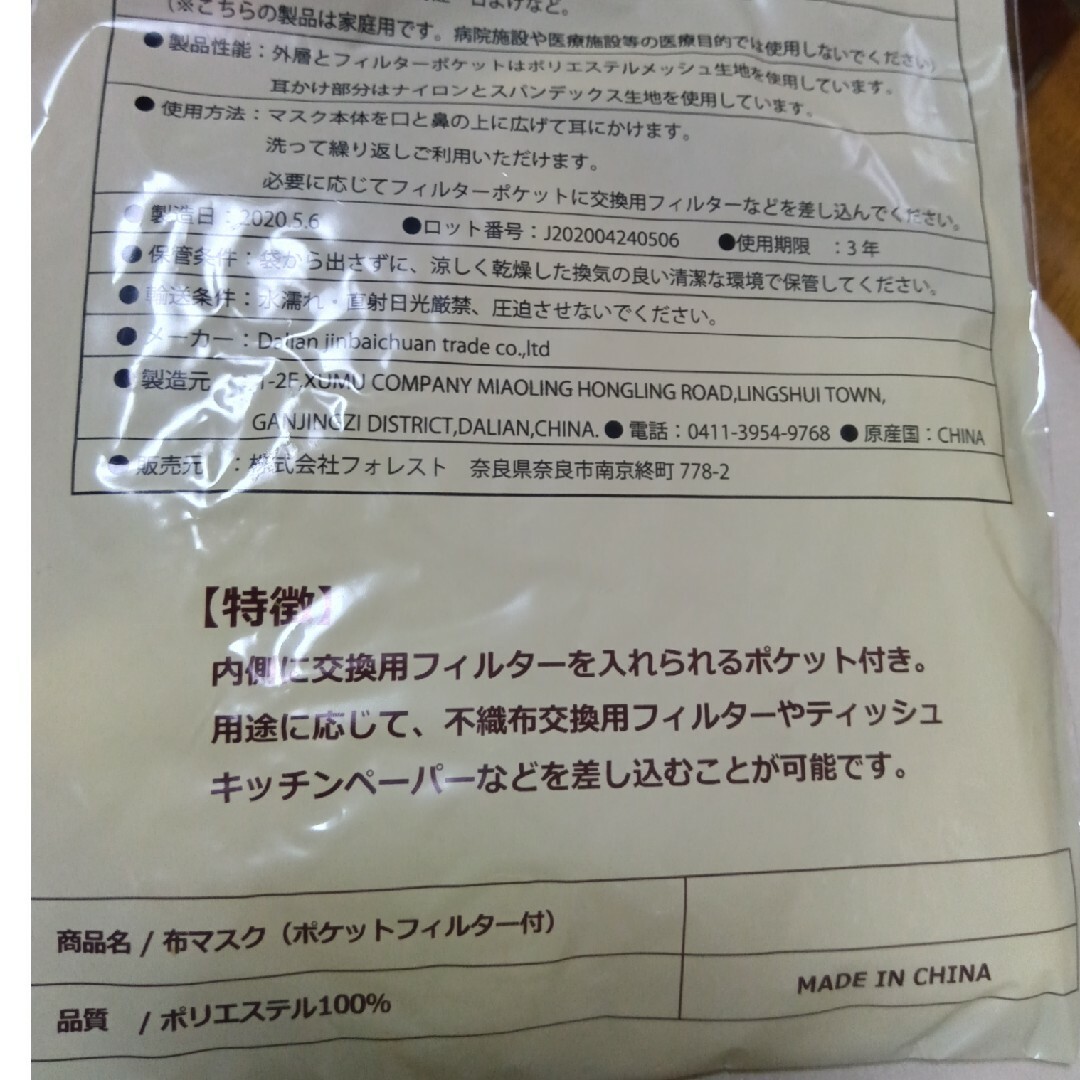 日よけなど。
（※こちらの製品は家庭用です。病院施設や医療施設等の医療目的では使用しないでください）
●製品性能：外層とフィルターポケットはポリエステルメッシュ生地を使用しています。
耳かけ部分はナイロンとスパンデックス生地を使用しています。
●使用方法：マスク本体を口と鼻の上に広げて耳にかけます。
洗って繰り返しご利用いただけます。
必要に応じてフィルターポケットに交換用フィルターなどを差し込んでください。
●製造日：2020.5.6 ●ロット番号：J202004240506 ●使用期限 ：3年
●保管条件：袋から出さずに、涼しく乾燥した換気の良い清潔な環境で保管してください。
●輸送条件：水濡れ・直射日光厳禁、圧迫させないでください。
●メーカー：Dalian jinbaichuan trade co.,ltd
●製造元 1-2F,XUMU COMPANY MIAOLING HONGLING ROAD,LINGSHUI TOWN,
GANJINGZI DISTRICT,DALIAN,CHINA. ●電話：0411-3954-9768 ●原産国：CHINA
●販売元 ：株式会社フォレスト 奈良県奈良市南京終町 778-2
【特徴】
内側に交換用フィルターを入れられるポケット付き。
用途に応じて、不織布交換用フィルターやティッシュ
キッチンペーパーなどを差し込むことが可能です。
商品名 / 布マスク（ポケットフィルター付）
品質 / ポリエステル100%
MADE IN CHINA